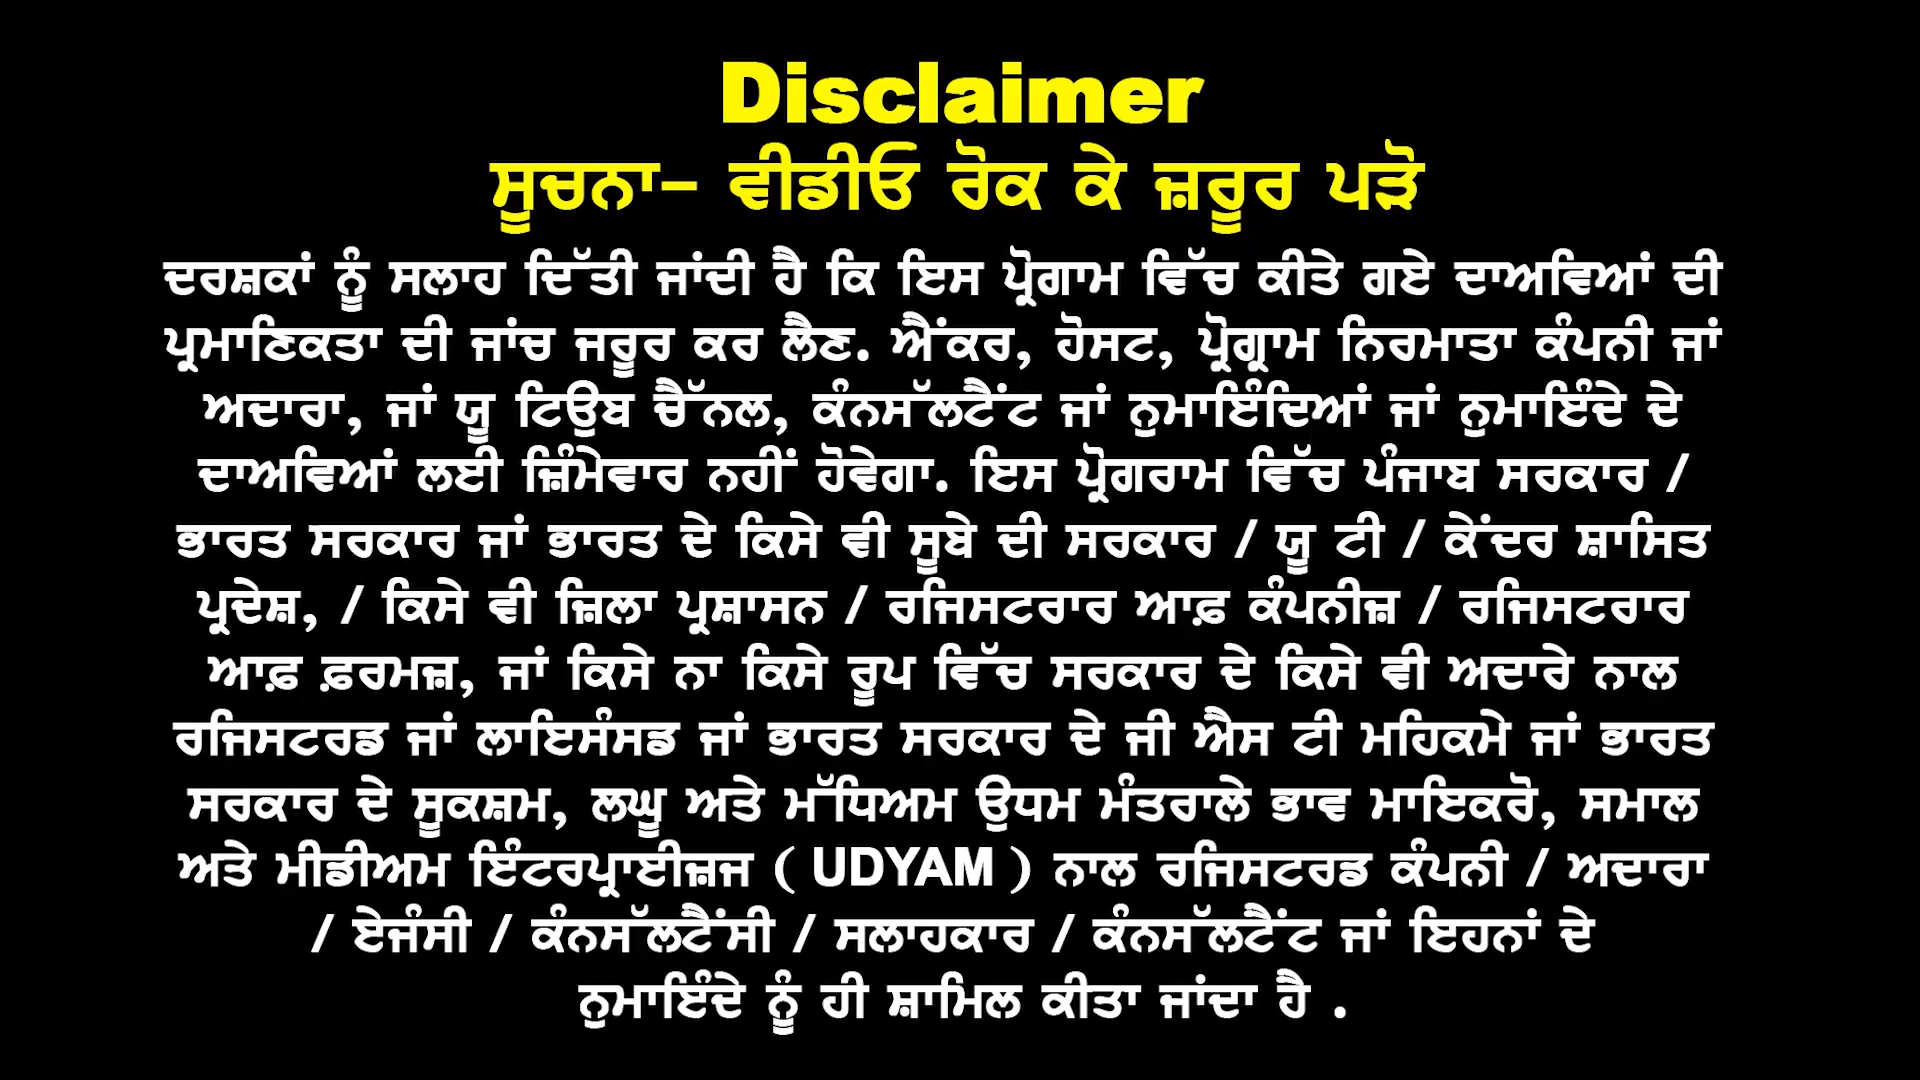 Disclaimer
ਸੂਚਨਾ- ਵੀਡੀਓ ਰੋਕ ਕੇ ਜ਼ਰੂਰ ਪੜੋ
ਦਰਸ਼ਕਾਂ ਨੂੰ ਸਲਾਹ ਦਿੱਤੀ ਜਾਂਦੀ ਹੈ ਕਿ ਇਸ ਪ੍ਰੋਗਾਮ ਵਿੱਚ ਕੀਤੇ ਗਏ ਦਾਅਵਿਆਂ ਦੀ
ਪ੍ਰਮਾਣਿਕਤਾ ਦੀ ਜਾਂਚ ਜਰੂਰ ਕਰ ਲੈਣ. ਐਂਕਰ, ਹੋਸਟ, ਪ੍ਰੋਗ੍ਰਾਮ ਨਿਰਮਾਤਾ ਕੰਪਨੀ ਜਾਂ
ਅਦਾਰਾ, ਜਾਂ ਯੂ ਟਿਊਬ ਚੈੱਨਲ, ਕੰਨਸੱਲਟੈਂਟ ਜਾਂ ਨੁਮਾਇੰਦਿਆਂ ਜਾਂ ਨੁਮਾਇੰਦੇ ਦੇ
ਦਾਅਵਿਆਂ ਲਈ ਜ਼ਿੰਮੇਵਾਰ ਨਹੀਂ ਹੋਵੇਗਾ. ਇਸ ਪ੍ਰੋਗਰਾਮ ਵਿੱਚ ਪੰਜਾਬ ਸਰਕਾਰ /
ਭਾਰਤ ਸਰਕਾਰ ਜਾਂ ਭਾਰਤ ਦੇ ਕਿਸੇ ਵੀ ਸੂਬੇ ਦੀ ਸਰਕਾਰ / ਯੂ ਟੀ / ਕੇਂਦਰ ਸ਼ਾਸਿਤ
ਪ੍ਰਦੇਸ਼, / ਕਿਸੇ ਵੀ ਜ਼ਿਲਾ ਪ੍ਰਸ਼ਾਸਨ / ਰਜਿਸਟਰਾਰ ਆਫ਼ ਕੰਪਨੀਜ਼ / ਰਜਿਸਟਰਾਰ
ਆਫ਼ ਫ਼ਰਮਜ਼, ਜਾਂ ਕਿਸੇ ਨਾ ਕਿਸੇ ਰੂਪ ਵਿੱਚ ਸਰਕਾਰ ਦੇ ਕਿਸੇ ਵੀ ਅਦਾਰੇ ਨਾਲ
ਰਜਿਸਟਰਡ ਜਾਂ ਲਾਇਸੰਸਡ ਜਾਂ ਭਾਰਤ ਸਰਕਾਰ ਦੇ ਜੀ ਐਸ ਟੀ ਮਹਿਕਮੇ ਜਾਂ ਭਾਰਤ
ਸਰਕਾਰ ਦੇ ਸੂਕਸ਼ਮ, ਲਘੂ ਅਤੇ ਮੱਧਿਅਮ ਉਧਮ ਮੰਤਰਾਲੇ ਭਾਵ ਮਾਇਕਰੋ, ਸਮਾਲ
ਅਤੇ ਮੀਡੀਅਮ ਇੰਟਰਪ੍ਰਾਈਜ਼ਜ ( UDYAM ) ਨਾਲ ਰਜਿਸਟਰਡ ਕੰਪਨੀ / ਅਦਾਰਾ
/ ਏਜੰਸੀ / ਕੰਨਸੱਲਟੈਂਸੀ / ਸਲਾਹਕਾਰ / ਕੰਨਸੱਲਟੈਂਟ ਜਾਂ ਇਹਨਾਂ ਦੇ
ਨੁਮਾਇੰਦੇ ਨੂੰ ਹੀ ਸ਼ਾਮਿਲ ਕੀਤਾ ਜਾਂਦਾ ਹੈ .